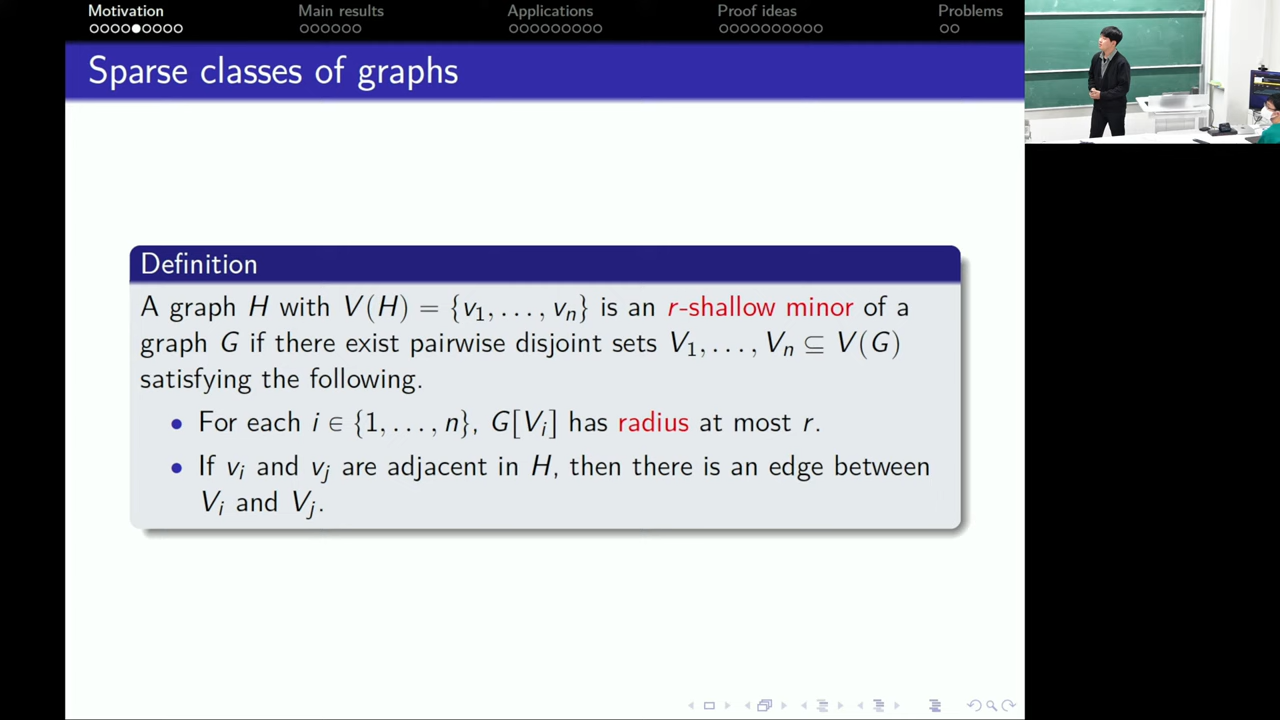 Motivation Main results Applications Proof ideas Problems
Sparse classes of graphs
Definition
A graph H with V(H) = {v₁, . . . , vₙ} is an r-shallow minor of a
graph G if there exist pairwise disjoint sets V₁, . . . , Vₙ ⊆ V(G)
satisfying the following.
• For each i ∈ {1, . . . , n}, G[Vᵢ] has radius at most r.
• If vᵢ and vⱼ are adjacent in H, then there is an edge between
Vᵢ and Vⱼ.